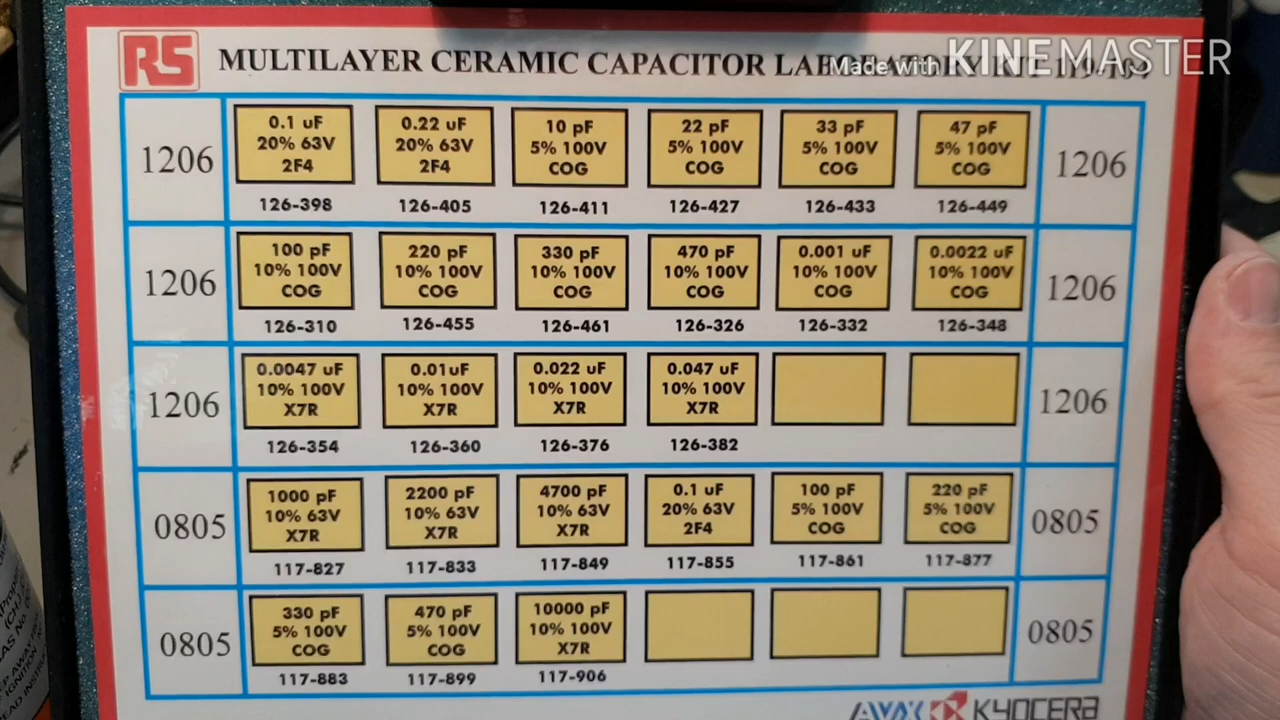 RS MULTILAYER CERAMIC CAPACITOR LABORATORY KIT 119-104
Made with KINEMASTER
1206 1206
0.1 uF 0.22 uF 10 pF 22 pF 33 pF 47 pF
20% 63V 20% 63V 5% 100V 5% 100V 5% 100V 5% 100V
2F4 2F4 COG COG COG COG
126-398 126-405 126-411 126-427 126-433 126-449
1206 1206
100 pF 220 pF 330 pF 470 pF 0.001 uF 0.0022 uF
10% 100V 10% 100V 10% 100V 10% 100V 10% 100V 10% 100V
COG COG COG COG COG COG
126-310 126-455 126-461 126-326 126-332 126-348
1206 1206
0.0047 uF 0.01uF 0.022 uF 0.047 uF
10% 100V 10% 100V 10% 100V 10% 100V
X7R X7R X7R X7R
126-354 126-360 126-376 126-382
0805 0805
1000 pF 2200 pF 4700 pF 0.1 uF 100 pF 220 pF
10% 63V 10% 63V 10% 63V 20% 63V 5% 100V 5% 100V
X7R X7R X7R 2F4 COG COG
117-827 117-833 117-849 117-855 117-861 117-877
0805 0805
330 pF 470 pF 10000 pF
5% 100V 5% 100V 10% 100V
COG COG X7R
117-883 117-899 117-906
AVX KYOCERA